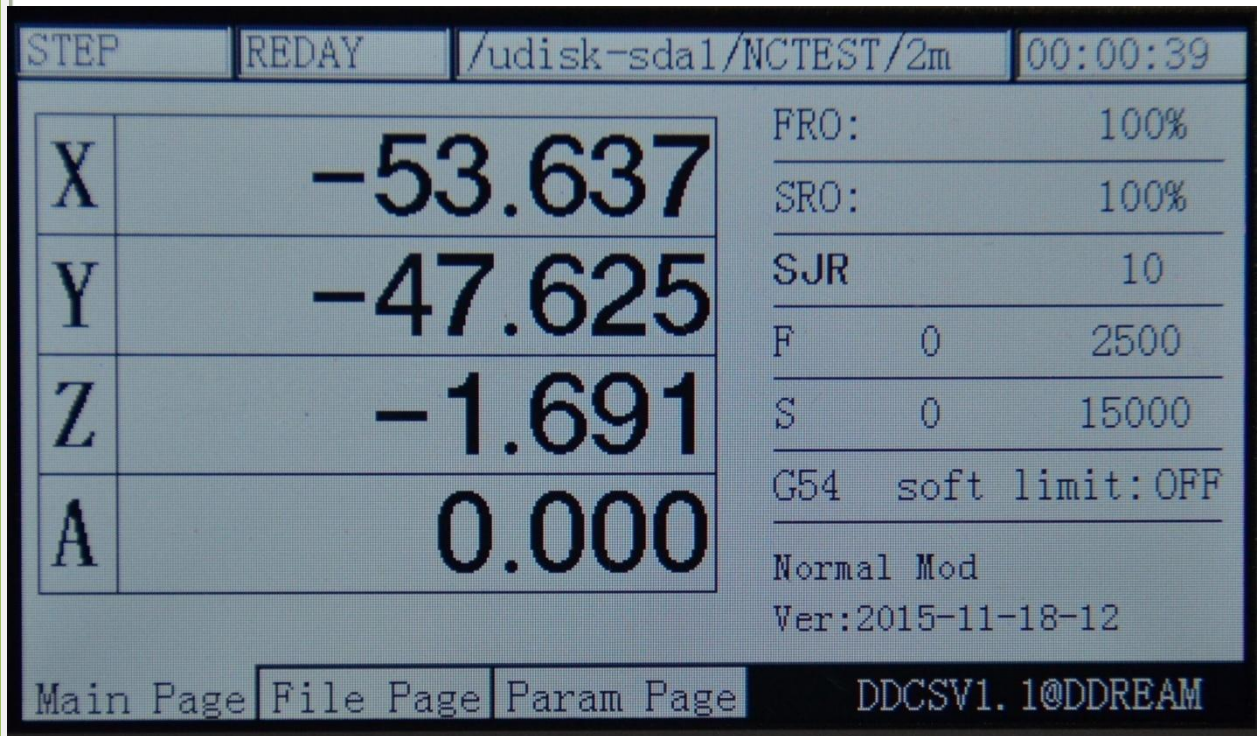 STEP REDAY /udisk-sda1/NCTEST/2m 00:00:39
X -53.637
Y -47.625
Z -1.691
A 0.000
FRO: 100%
SRO: 100%
SJR 10
F 0 2500
S 0 15000
G54 soft limit:OFF
Normal Mod
Ver:2015-11-18-12
Main Page File Page Param Page DDCSV1.1@DDREAM